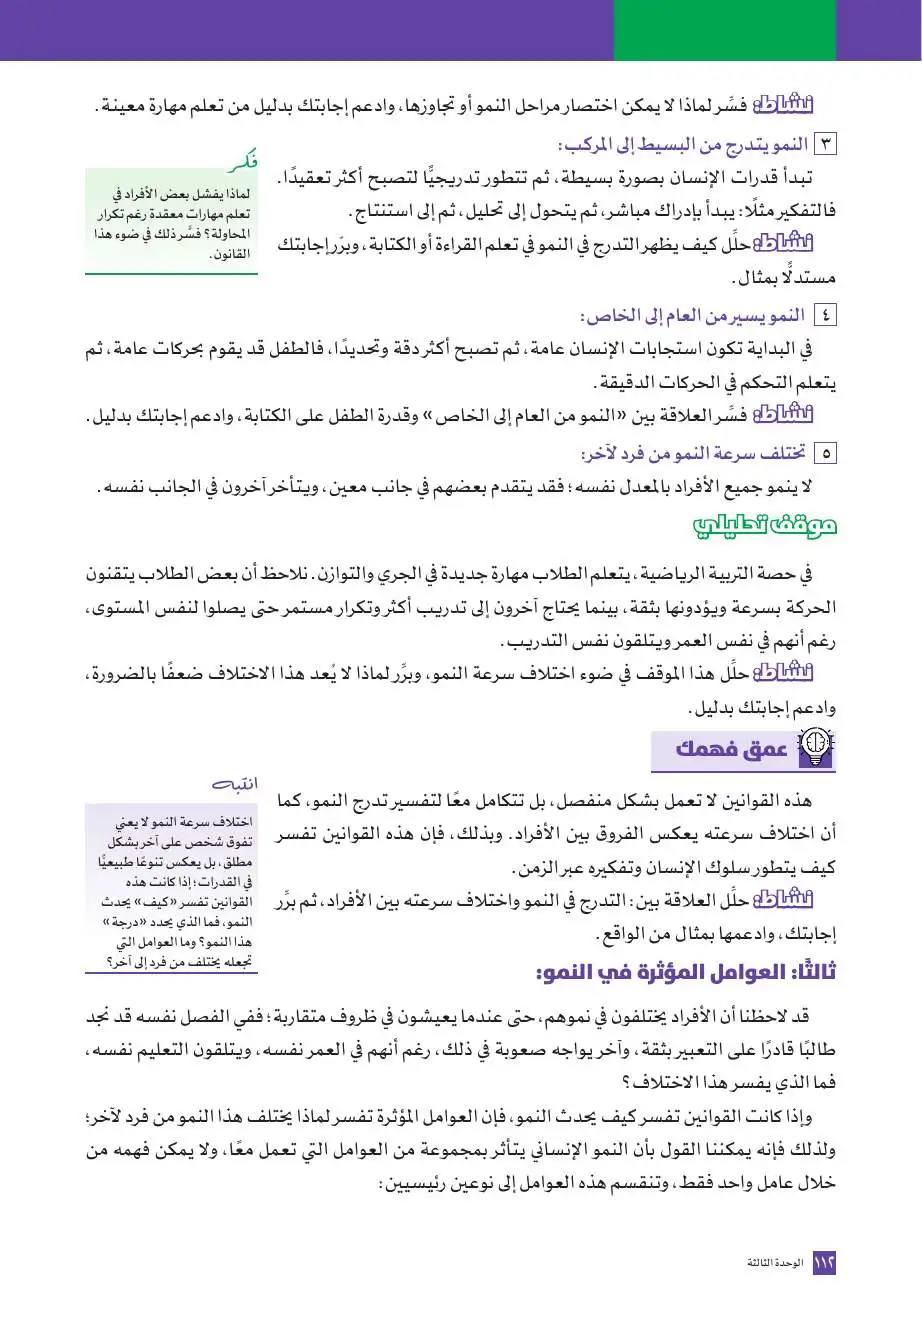 نشاط: فسِّر لماذا لا يمكن اختصار مراحل النمو أو تجاوزها، وادعم إجابتك بدليل من تعلم مهارة معينة.
٣ النمو يتدرج من البسيط إلى المركب:
تبدأ قدرات الإنسان بصورة بسيطة، ثم تتطور تدريجيًّا لتصبح أكثر تعقيدًا.
فالتفكير مثلًا: يبدأ بإدراك مباشر، ثم يتحول إلى تحليل، ثم إلى استنتاج.
نشاط: حلِّل كيف يظهر التدرج في النمو في تعلم القراءة أو الكتابة، وبرِّر إجابتك
مستدلًّا بمثال.
فكر
لماذا يفشل بعض الأفراد في
تعلم مهارات معقدة رغم تكرار
المحاولة؟ فسَّر ذلك في ضوء هذا
القانون.
٤ النمو يسير من العام إلى الخاص:
في البداية تكون استجابات الإنسان عامة، ثم تصبح أكثر دقة وتحديدًا، فالطفل قد يقوم بحركات عامة، ثم
يتعلم التحكم في الحركات الدقيقة.
نشاط: فسِّر العلاقة بين «النمو من العام إلى الخاص» وقدرة الطفل على الكتابة، وادعم إجابتك بدليل.
٥ تختلف سرعة النمو من فرد لآخر:
لا ينمو جميع الأفراد بالمعدل نفسه؛ فقد يتقدم بعضهم في جانب معين، ويتأخر آخرون في الجانب نفسه.
موقف تحليلي
في حصة التربية الرياضية، يتعلم الطلاب مهارة جديدة في الجري والتوازن. نلاحظ أن بعض الطلاب يتقنون
الحركة بسرعة ويؤدونها بثقة، بينما يحتاج آخرون إلى تدريب أكثر وتكرار مستمر حتى يصلوا لنفس المستوى،
رغم أنهم في نفس العمر ويتلقون نفس التدريب.
نشاط: حلِّل هذا الموقف في ضوء اختلاف سرعة النمو، وبرِّر لماذا لا يُعد هذا الاختلاف ضعفًا بالضرورة،
وادعم إجابتك بدليل.
عمق فهمك
هذه القوانين لا تعمل بشكل منفصل، بل تتكامل معًا لتفسير تدرج النمو، كما
أن اختلاف سرعته يعكس الفروق بين الأفراد. وبذلك، فإن هذه القوانين تفسر
كيف يتطور سلوك الإنسان وتفكيره عبر الزمن.
نشاط: حلِّل العلاقة بين: التدرج في النمو واختلاف سرعته بين الأفراد، ثم برِّر
إجابتك، وادعمها بمثال من الواقع.
انتبه
اختلاف سرعة النمو لا يعني
تفوق شخص على آخر بشكل
مطلق، بل يعكس تنوعًا طبيعيًّا
في القدرات؛ إذا كانت هذه
القوانين تفسر «كيف» يحدث
النمو، فما الذي يحدد «درجة»
هذا النمو؟ وما العوامل التي
تجعله يختلف من فرد إلى آخر؟
ثالثًا: العوامل المؤثرة في النمو:
قد لاحظنا أن الأفراد يختلفون في نموهم، حتى عندما يعيشون في ظروف متقاربة؛ ففي الفصل نفسه قد نجد
طالبًا قادرًا على التعبير بثقة، وآخر يواجه صعوبة في ذلك، رغم أنهم في العمر نفسه، ويتلقون التعليم نفسه،
فما الذي يفسر هذا الاختلاف؟
وإذا كانت القوانين تفسر كيف يحدث النمو، فإن العوامل المؤثرة تفسر لماذا يختلف هذا النمو من فرد لآخر؛
ولذلك فإنه يمكننا القول بأن النمو الإنساني يتأثر بمجموعة من العوامل التي تعمل معًا، ولا يمكن فهمه من
خلال عامل واحد فقط، وتنقسم هذه العوامل إلى نوعين رئيسيين:
١١٢ الوحدة الثالثة